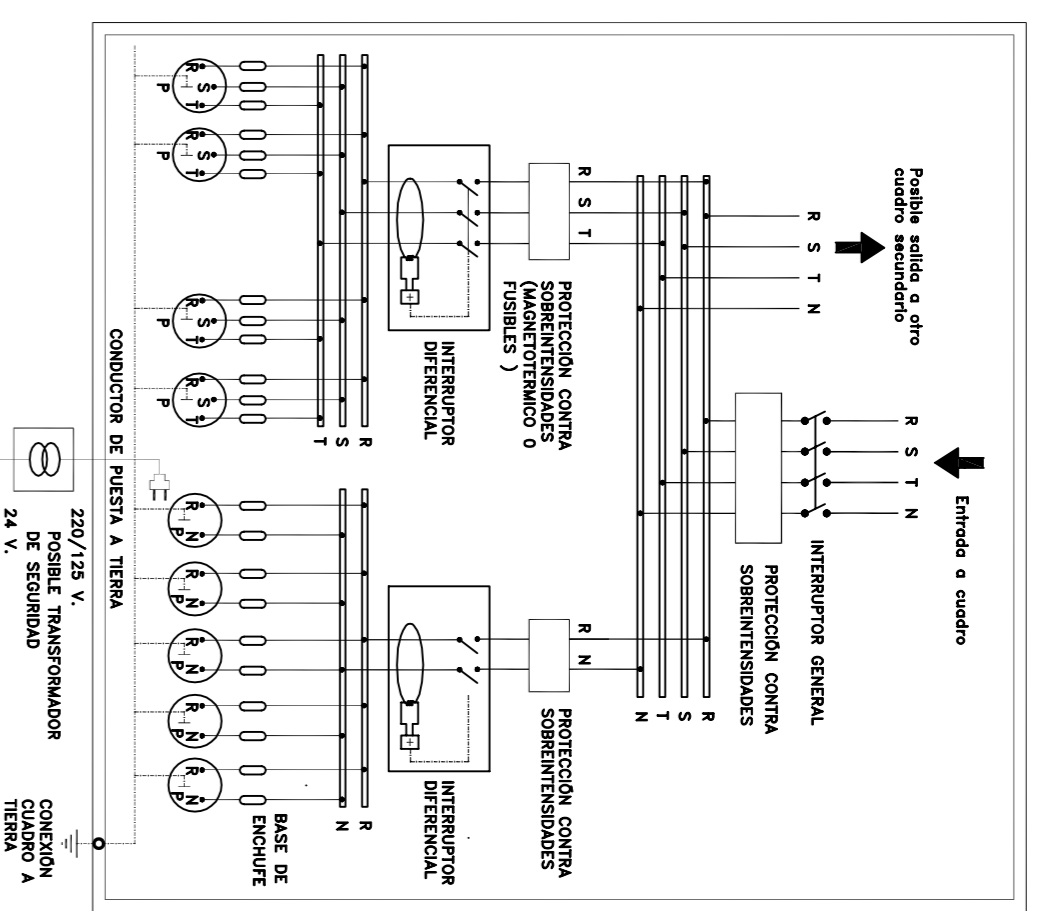 Posible salida a otro
cuadro secundario
R S T N
Entrada a cuadro
R S T N
INTERRUPTOR GENERAL
PROTECCIÓN CONTRA
SOBREINTENSIDADES
R
S
T
N
R S T
PROTECCIÓN CONTRA
SOBREINTENSIDADES
(MAGNETOTERMICO O
FUSIBLES )
R N
PROTECCIÓN CONTRA
SOBREINTENSIDADES
INTERRUPTOR
DIFERENCIAL
INTERRUPTOR
DIFERENCIAL
R
S
T
R
N
BASE DE
ENCHUFE
R S T
P
R S T
P
R S T
P
R S T
P
R N
P
R N
P
R N
P
R N
P
R N
P
CONDUCTOR DE PUESTA A TIERRA
220/125 V.
POSIBLE TRANSFORMADOR
DE SEGURIDAD
24 V.
CONEXIÓN
CUADRO A
TIERRA